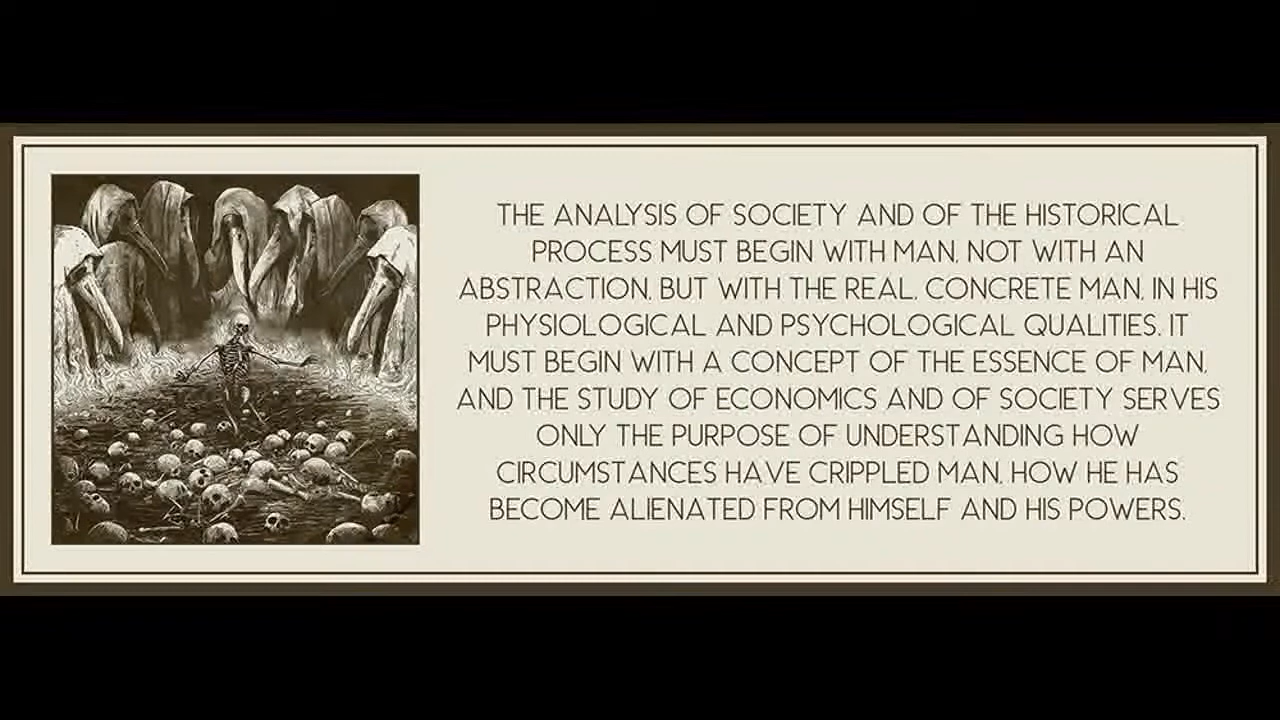 THE ANALYSIS OF SOCIETY AND OF THE HISTORICAL
PROCESS MUST BEGIN WITH MAN, NOT WITH AN
ABSTRACTION, BUT WITH THE REAL, CONCRETE MAN, IN HIS
PHYSIOLOGICAL AND PSYCHOLOGICAL QUALITIES. IT
MUST BEGIN WITH A CONCEPT OF THE ESSENCE OF MAN,
AND THE STUDY OF ECONOMICS AND OF SOCIETY SERVES
ONLY THE PURPOSE OF UNDERSTANDING HOW
CIRCUMSTANCES HAVE CRIPPLED MAN, HOW HE HAS
BECOME ALIENATED FROM HIMSELF AND HIS POWERS.